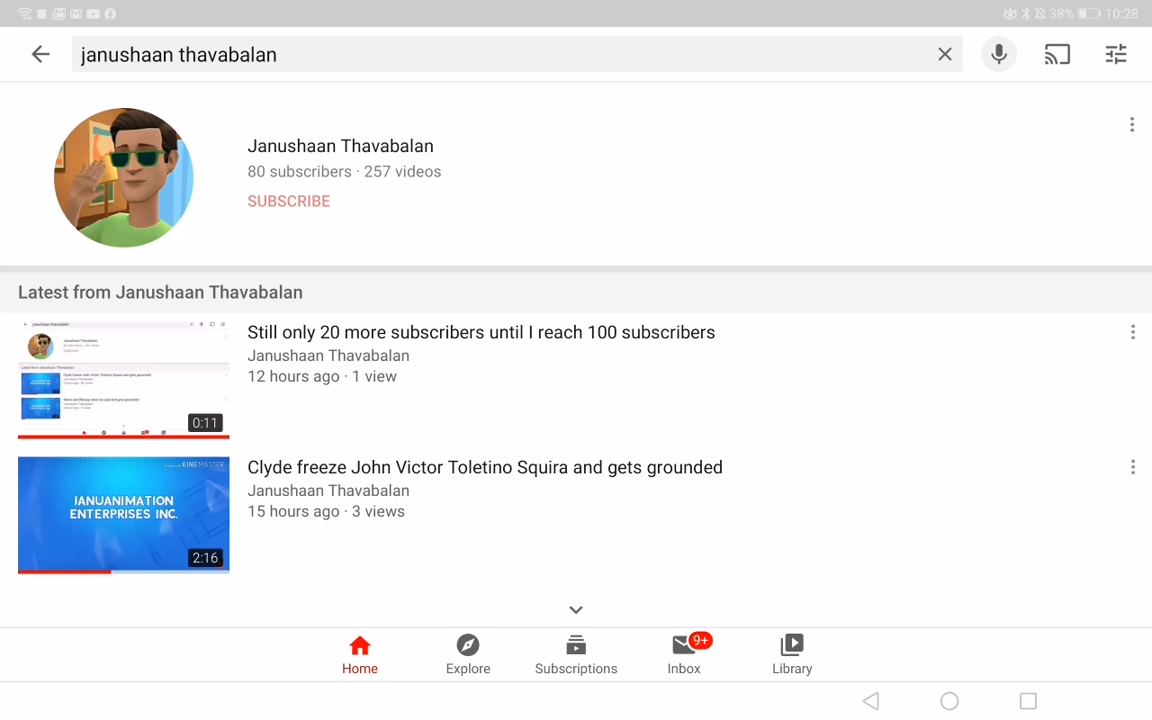 38% 10:28
janushaan thavabalan
Janushaan Thavabalan
80 subscribers · 257 videos
SUBSCRIBE
Latest from Janushaan Thavabalan
Still only 20 more subscribers until I reach 100 subscribers
Janushaan Thavabalan
12 hours ago · 1 view
0:11
Clyde freeze John Victor Toletino Squira and gets grounded
Janushaan Thavabalan
15 hours ago · 3 views
KINEMASTER
JANUANIMATION
ENTERPRISES INC.
2:16
9+
Home Explore Subscriptions Inbox Library